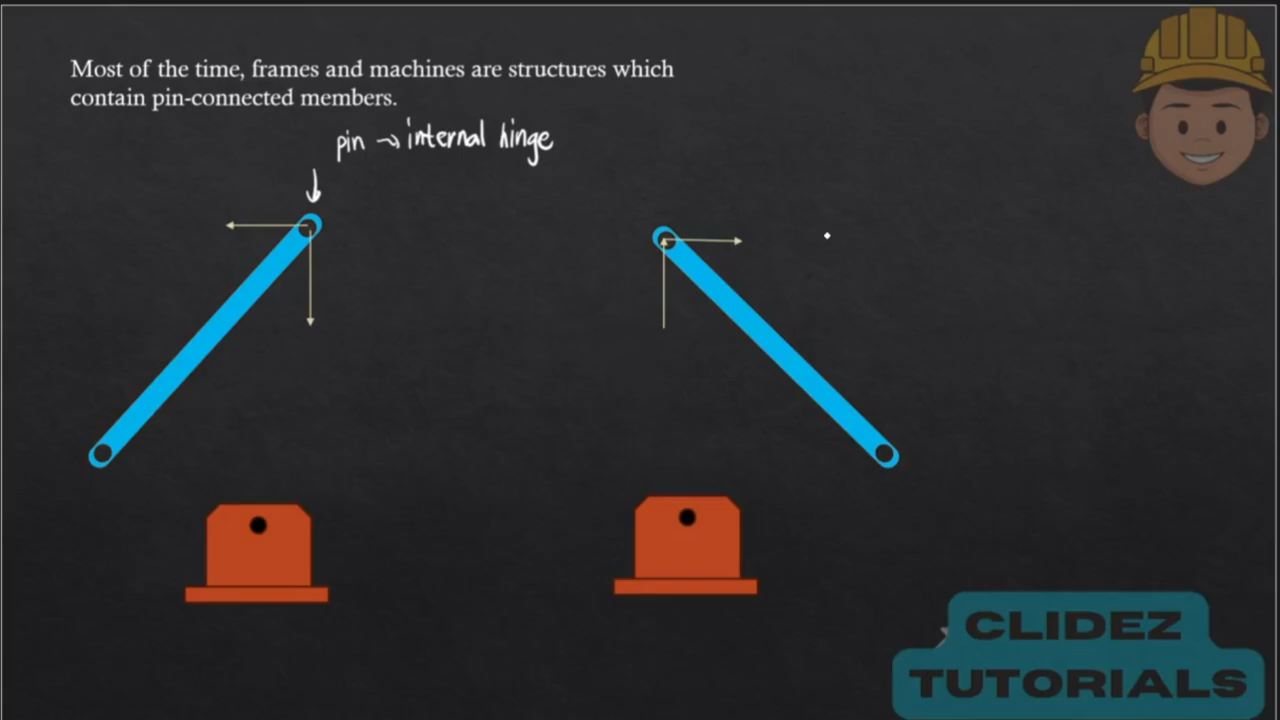 Most of the time, frames and machines are structures which
contain pin-connected members.
pin → internal hinge
CLIDEZ
TUTORIALS